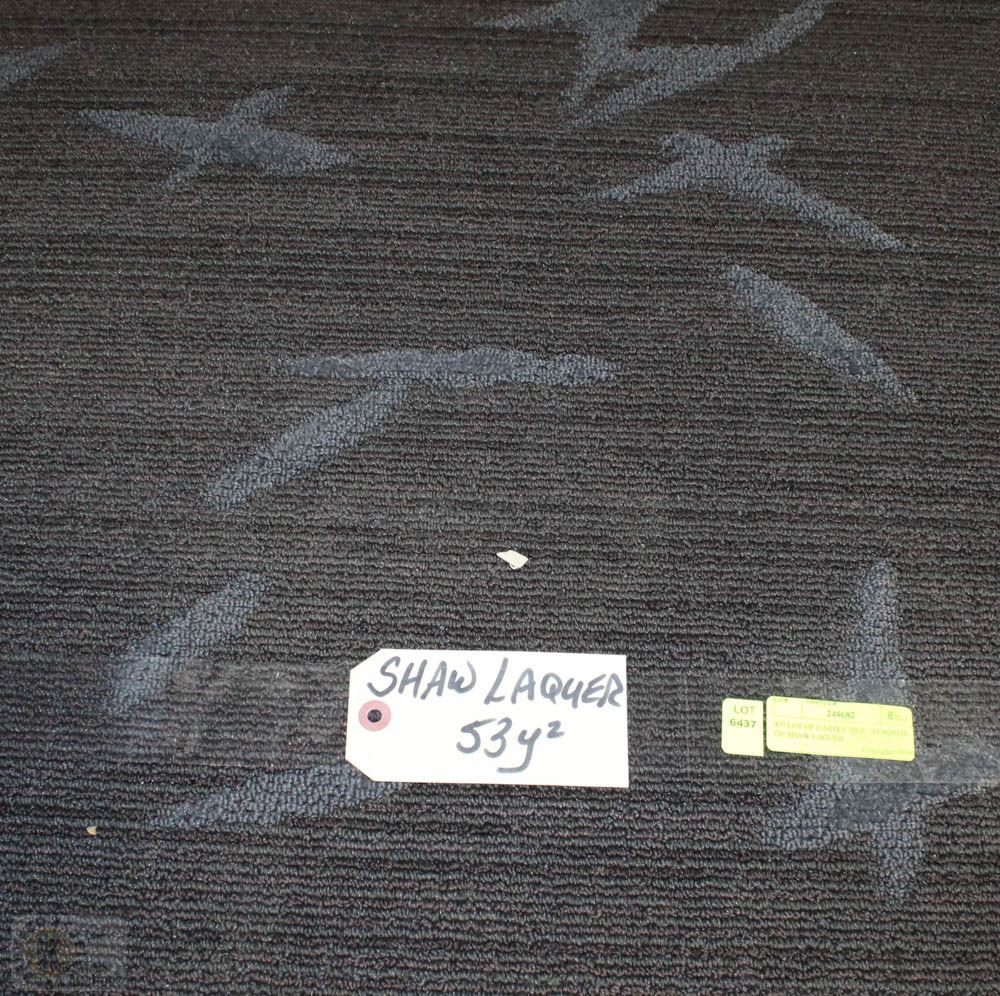 SHAW LAQUER
53y²
LOT
6437
248682
OF SHAW LAQUER